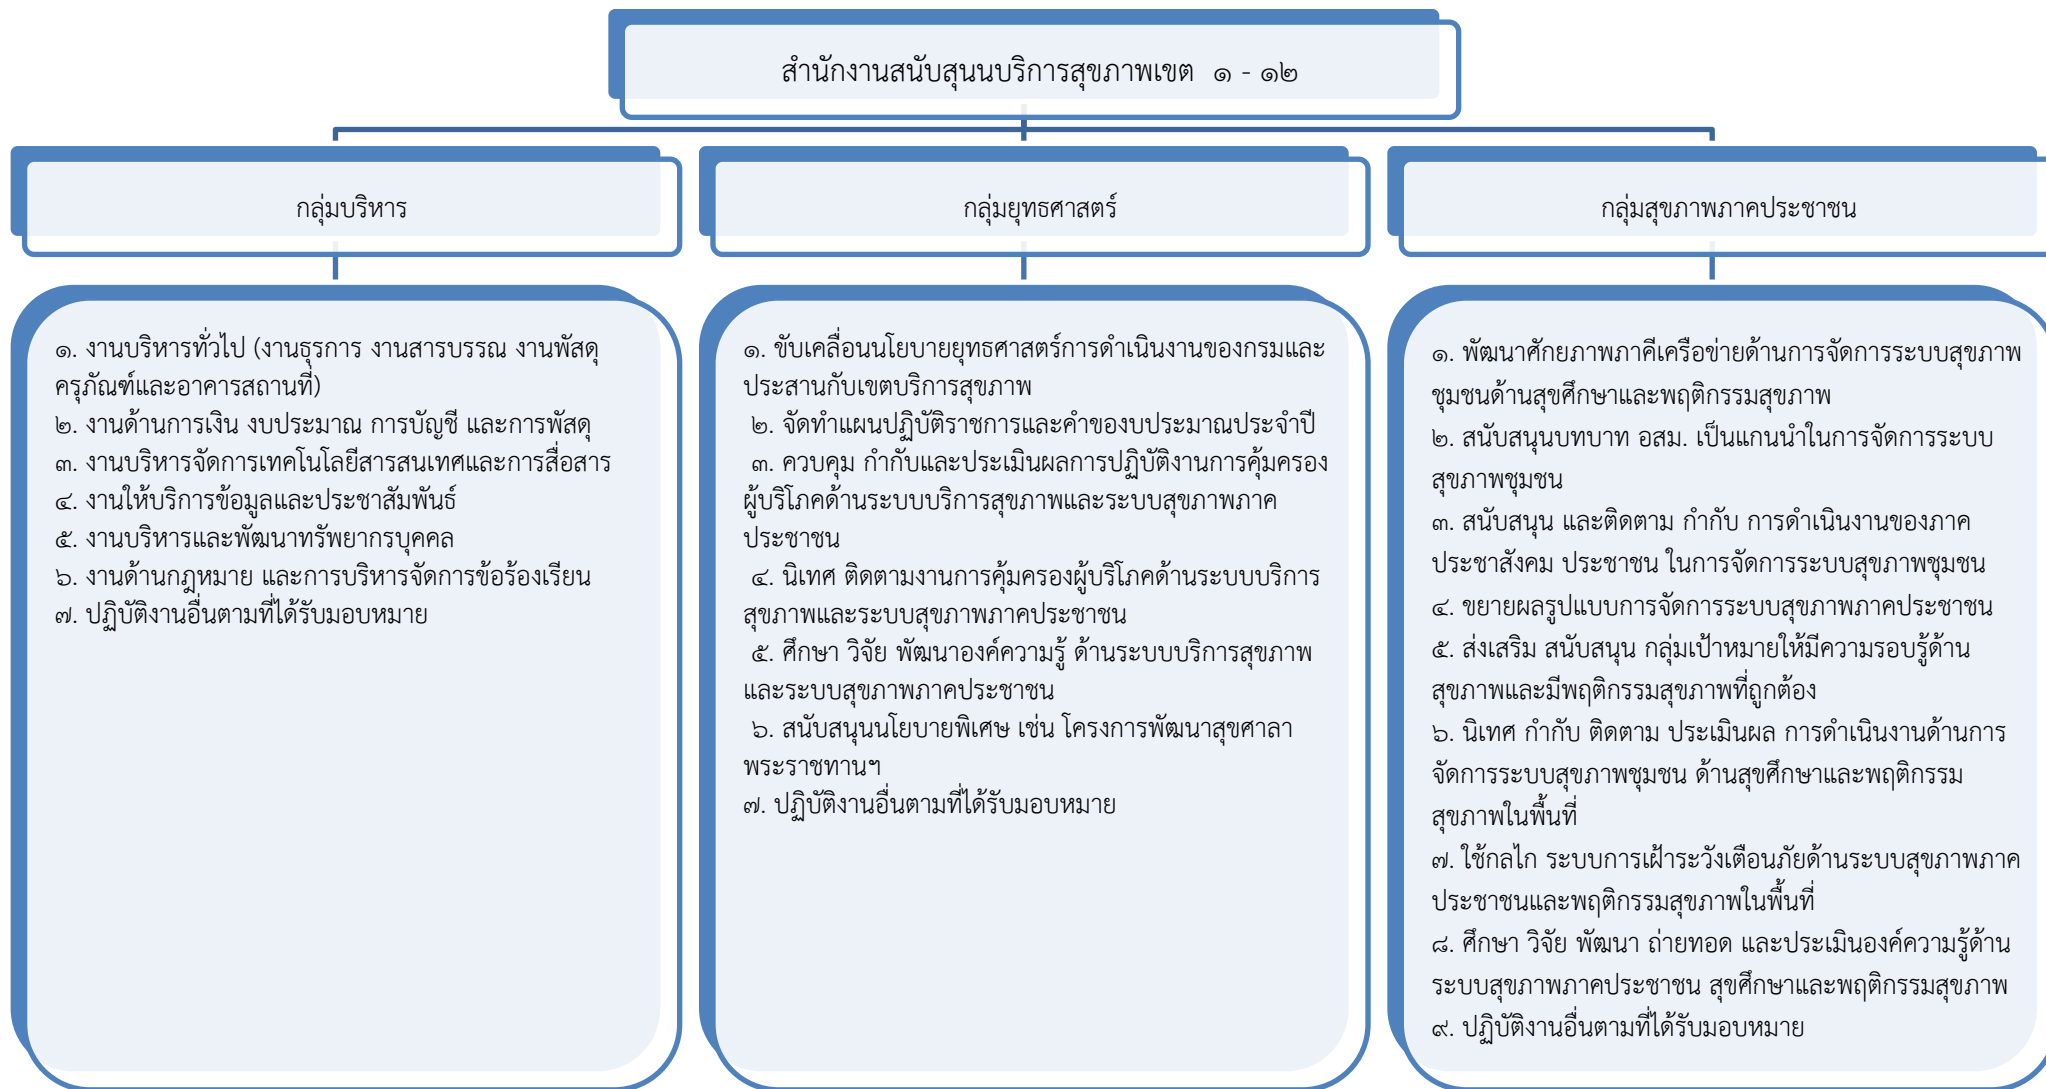 สำนักงานสนับสุนนบริการสุขภาพเขต ๑ - ๑๒
กลุ่มบริหาร
กลุ่มยุทธศาสตร์
กลุ่มสุขภาพภาคประชาชน
๑. งานบริหารทั่วไป (งานธุรการ งานสารบรรณ งานพัสดุ
ครุภัณฑ์และอาคารสถานที่)
๒. งานด้านการเงิน งบประมาณ การบัญชี และการพัสดุ
๓. งานบริหารจัดการเทคโนโลยีสารสนเทศและการสื่อสาร
๔. งานให้บริการข้อมูลและประชาสัมพันธ์
๕. งานบริหารและพัฒนาทรัพยากรบุคคล
๖. งานด้านกฎหมาย และการบริหารจัดการข้อร้องเรียน
๗. ปฏิบัติงานอื่นตามที่ได้รับมอบหมาย
๑. ขับเคลื่อนนโยบายยุทธศาสตร์การดำเนินงานของกรมและ
ประสานกับเขตบริการสุขภาพ
๒. จัดทำแผนปฏิบัติราชการและคำของบประมาณประจำปี
๓. ควบคุม กำกับและประเมินผลการปฏิบัติงานการคุ้มครอง
ผู้บริโภคด้านระบบบริการสุขภาพและระบบสุขภาพภาค
ประชาชน
๔. นิเทศ ติดตามงานการคุ้มครองผู้บริโภคด้านระบบบริการ
สุขภาพและระบบสุขภาพภาคประชาชน
๕. ศึกษา วิจัย พัฒนาองค์ความรู้ ด้านระบบบริการสุขภาพ
และระบบสุขภาพภาคประชาชน
๖. สนับสนุนนโยบายพิเศษ เช่น โครงการพัฒนาสุขศาลา
พระราชทานฯ
๗. ปฏิบัติงานอื่นตามที่ได้รับมอบหมาย
๑. พัฒนาศักยภาพภาคีเครือข่ายด้านการจัดการระบบสุขภาพ
ชุมชนด้านสุขศึกษาและพฤติกรรมสุขภาพ
๒. สนับสนุนบทบาท อสม. เป็นแกนนำในการจัดการระบบ
สุขภาพชุมชน
๓. สนับสนุน และติดตาม กำกับ การดำเนินงานของภาค
ประชาสังคม ประชาชน ในการจัดการระบบสุขภาพชุมชน
๔. ขยายผลรูปแบบการจัดการระบบสุขภาพภาคประชาชน
๕. ส่งเสริม สนับสนุน กลุ่มเป้าหมายให้มีความรอบรู้ด้าน
สุขภาพและมีพฤติกรรมสุขภาพที่ถูกต้อง
๖. นิเทศ กำกับ ติดตาม ประเมินผล การดำเนินงานด้านการ
จัดการระบบสุขภาพชุมชน ด้านสุขศึกษาและพฤติกรรม
สุขภาพในพื้นที่
๗. ใช้กลไก ระบบการเฝ้าระวังเตือนภัยด้านระบบสุขภาพภาค
ประชาชนและพฤติกรรมสุขภาพในพื้นที่
๘. ศึกษา วิจัย พัฒนา ถ่ายทอด และประเมินองค์ความรู้ด้าน
ระบบสุขภาพภาคประชาชน สุขศึกษาและพฤติกรรมสุขภาพ
๙. ปฏิบัติงานอื่นตามที่ได้รับมอบหมาย